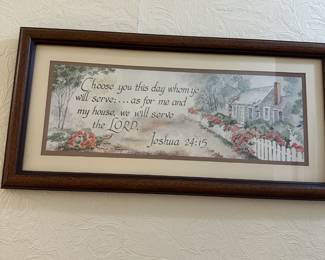 Choose you this day whom ye
will serve;... as for me and
my house, we will serve
the LORD.
Joshua 24:15